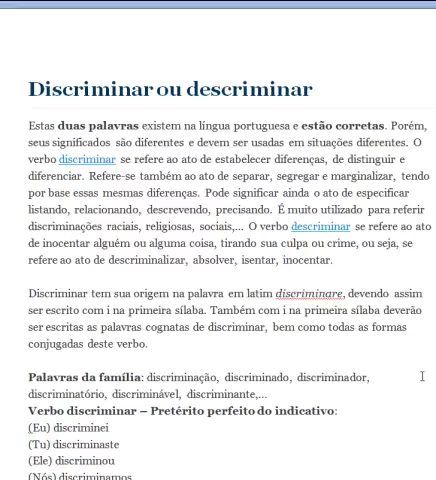 Discriminar ou descriminar
Estas duas palavras existem na língua portuguesa e estão corretas. Porém,
seus significados são diferentes e devem ser usadas em situações diferentes. O
verbo discriminar se refere ao ato de estabelecer diferenças, de distinguir e
diferenciar. Refere-se também ao ato de separar, segregar e marginalizar, tendo
por base essas mesmas diferenças. Pode significar ainda o ato de especificar
listando, relacionando, descrevendo, precisando. É muito utilizado para referir
discriminações raciais, religiosas, sociais,... O verbo descriminar se refere ao ato
de inocentar alguém ou alguma coisa, tirando sua culpa ou crime, ou seja, se
refere ao ato de descriminalizar, absolver, isentar, inocentar.
Discriminar tem sua origem na palavra em latim discriminare, devendo assim
ser escrito com i na primeira sílaba. Também com i na primeira sílaba deverão
ser escritas as palavras cognatas de discriminar, bem como todas as formas
conjugadas deste verbo.
Palavras da família: discriminação, discriminado, discriminador,
discriminatório, discriminável, discriminante,...
Verbo discriminar – Pretérito perfeito do indicativo:
(Eu) discriminei
(Tu) discriminaste
(Ele) discriminou
(Nós) discriminamos